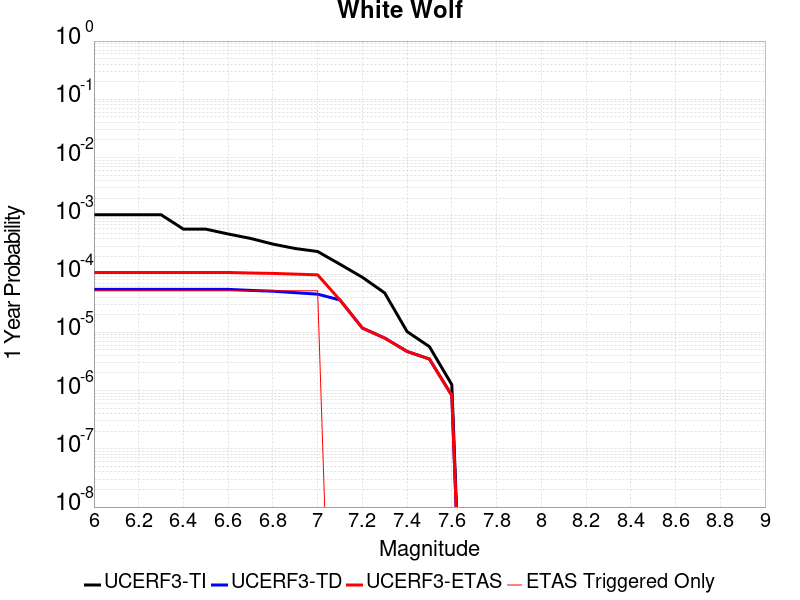 White Wolf
10^0
10^-1
10^-2
10^-3
10^-4
10^-5
10^-6
10^-7
10^-8
1 Year Probability
6 6.2 6.4 6.6 6.8 7 7.2 7.4 7.6 7.8 8 8.2 8.4 8.6 8.8 9
Magnitude
UCERF3-TI UCERF3-TD UCERF3-ETAS ETAS Triggered Only